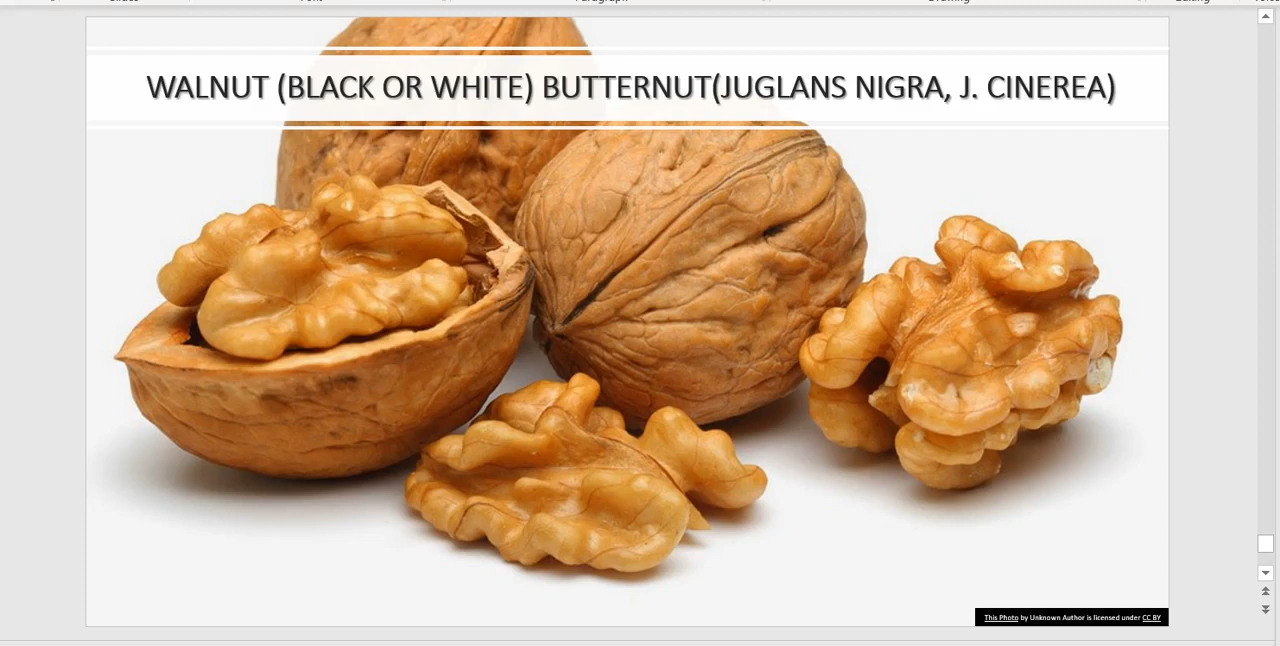 WALNUT (BLACK OR WHITE) BUTTERNUT(JUGLANS NIGRA, J. CINEREA)
This Photo by Unknown Author is licensed under CC BY